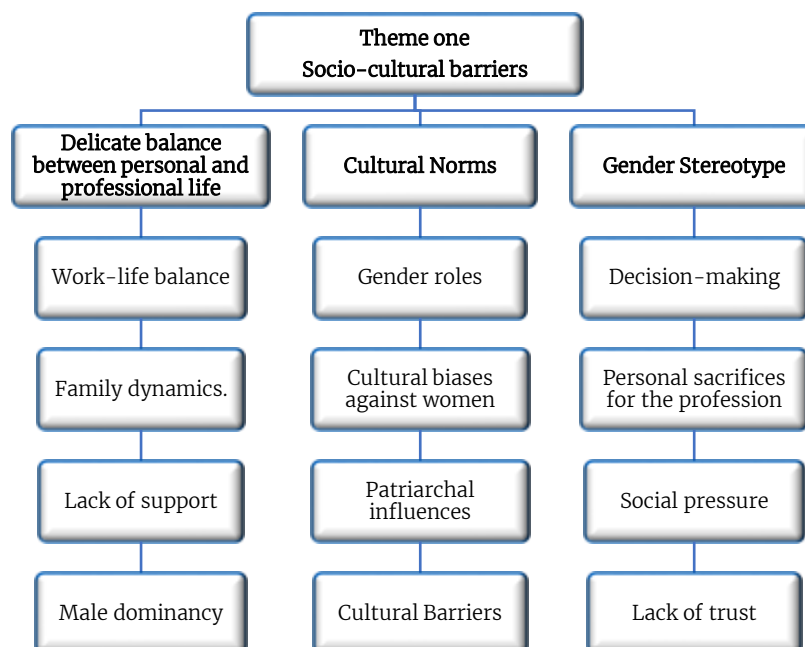 Theme one
Socio-cultural barriers
Delicate balance
between personal and
professional life
Work-life balance
Family dynamics.
Lack of support
Male dominancy
Cultural Norms
Gender roles
Cultural biases
against women
Patriarchal
influences
Cultural Barriers
Gender Stereotype
Decision-making
Personal sacrifices
for the profession
Social pressure
Lack of trust